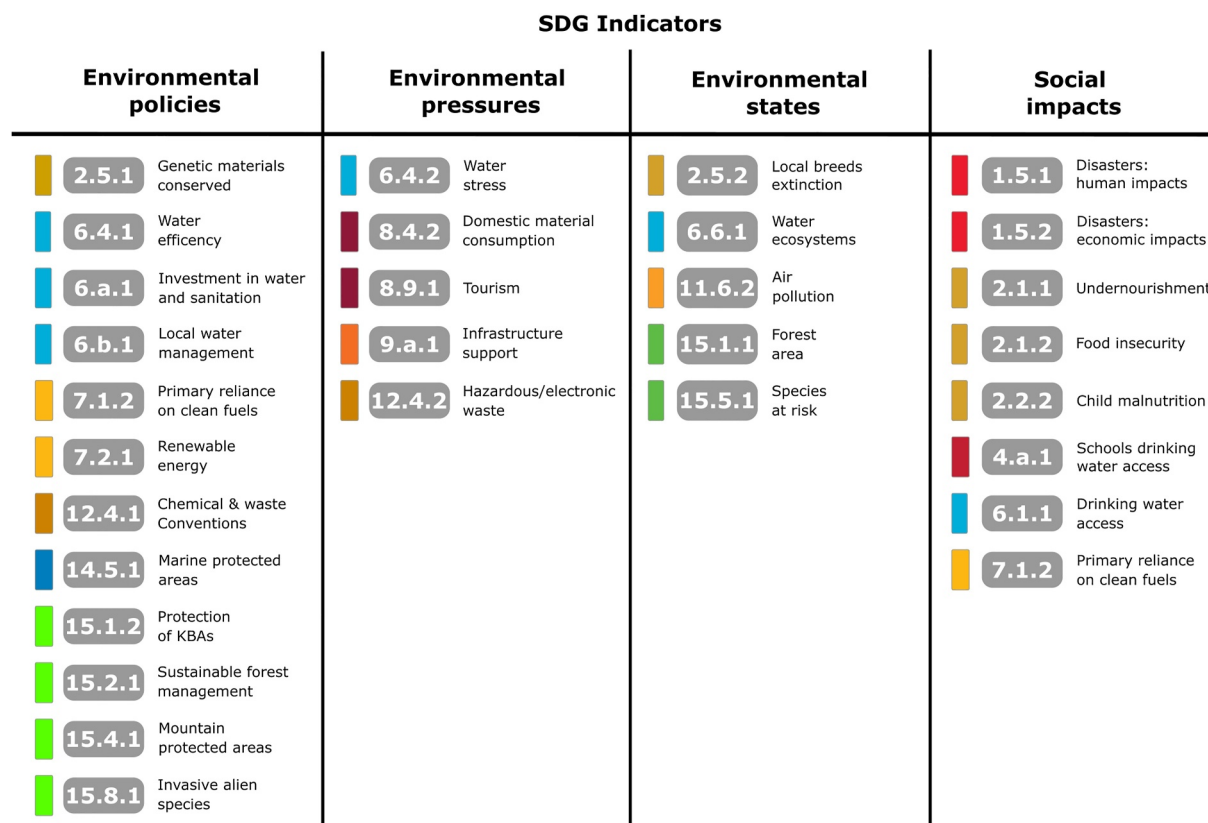 SDG Indicators
Environmental
policies
Environmental
pressures
Environmental
states
Social
impacts
2.5.1
Genetic materials
conserved
6.4.1
Water
efficency
6.a.1
Investment in water
and sanitation
6.b.1
Local water
management
7.1.2
Primary reliance
on clean fuels
7.2.1
Renewable
energy
12.4.1
Chemical & waste
Conventions
14.5.1
Marine protected
areas
15.1.2
Protection
of KBAs
15.2.1
Sustainable forest
management
15.4.1
Mountain
protected areas
15.8.1
Invasive alien
species
6.4.2
Water
stress
8.4.2
Domestic material
consumption
8.9.1
Tourism
9.a.1
Infrastructure
support
12.4.2
Hazardous/electronic
waste
2.5.2
Local breeds
extinction
6.6.1
Water
ecosystems
11.6.2
Air
pollution
15.1.1
Forest
area
15.5.1
Species
at risk
1.5.1
Disasters:
human impacts
1.5.2
Disasters:
economic impacts
2.1.1
Undernourishment
2.1.2
Food insecurity
2.2.2
Child malnutrition
4.a.1
Schools drinking
water access
6.1.1
Drinking water
access
7.1.2
Primary reliance
on clean fuels